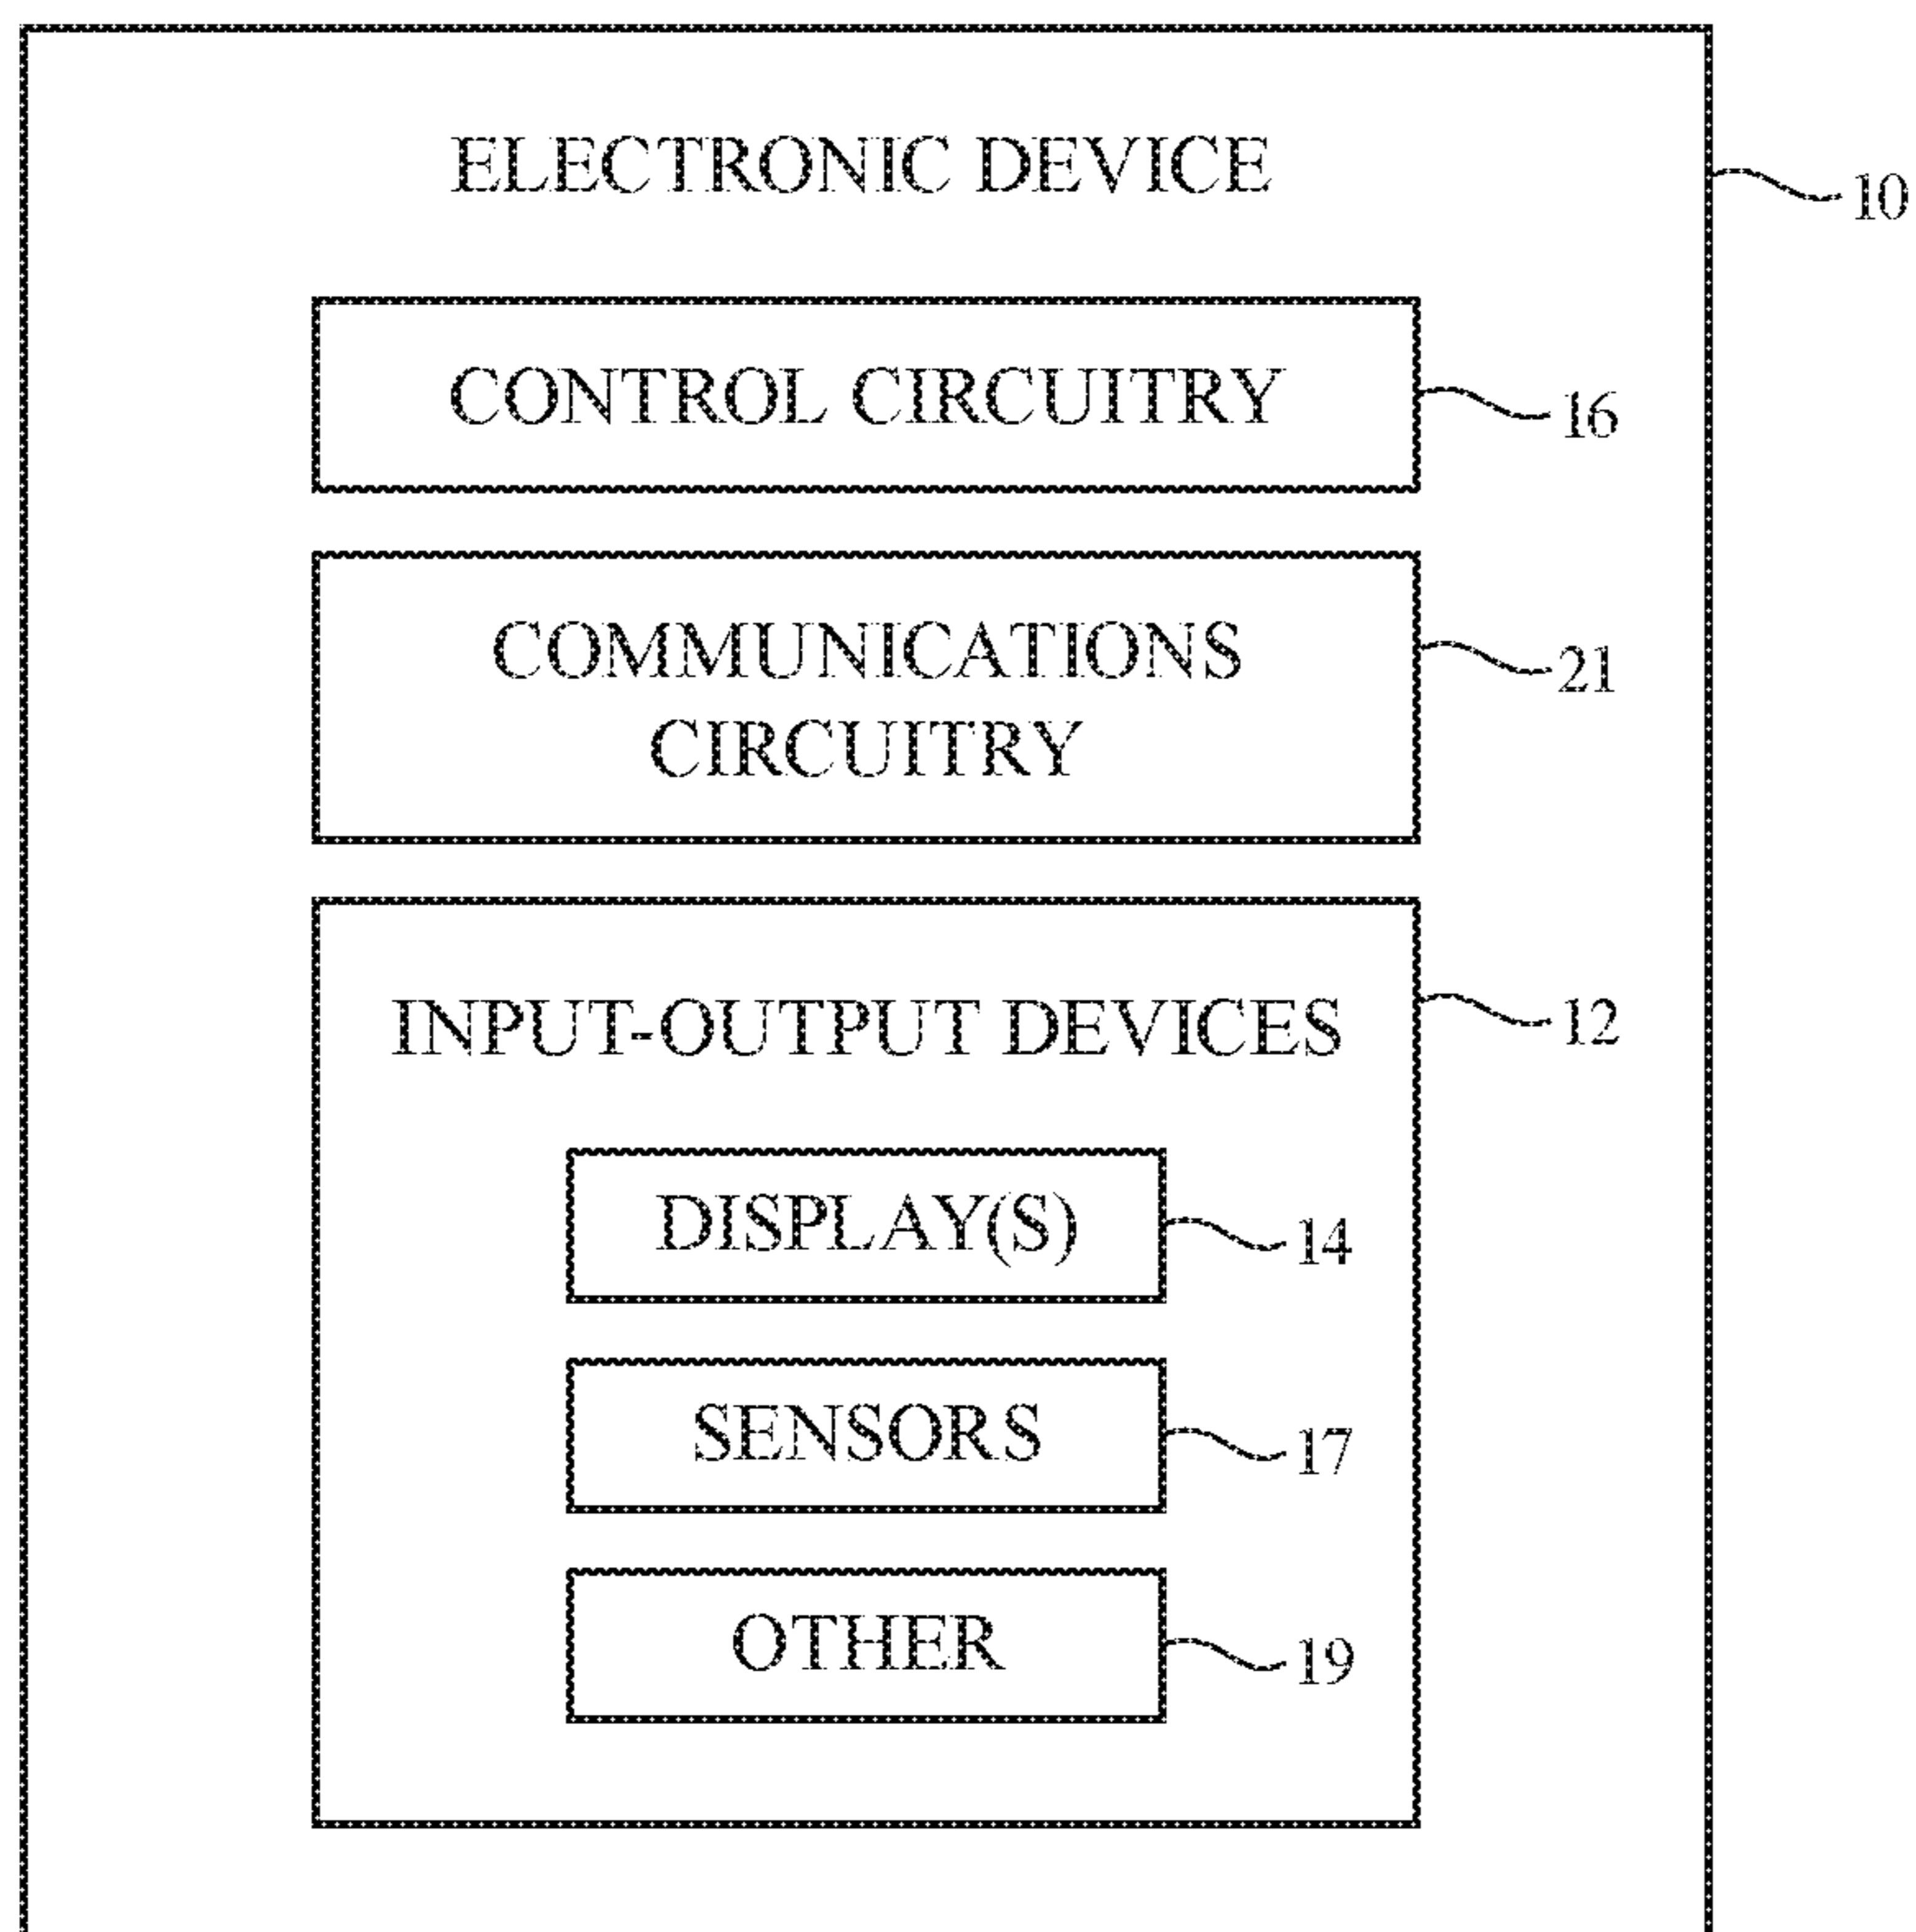 ELECTRONIC DEVICE
10
CONTROL CIRCUITRY
16
COMMUNICATIONS
CIRCUITRY
21
INPUT-OUTPUT DEVICES
12
DISPLAY(S)
14
SENSORS
17
OTHER
19